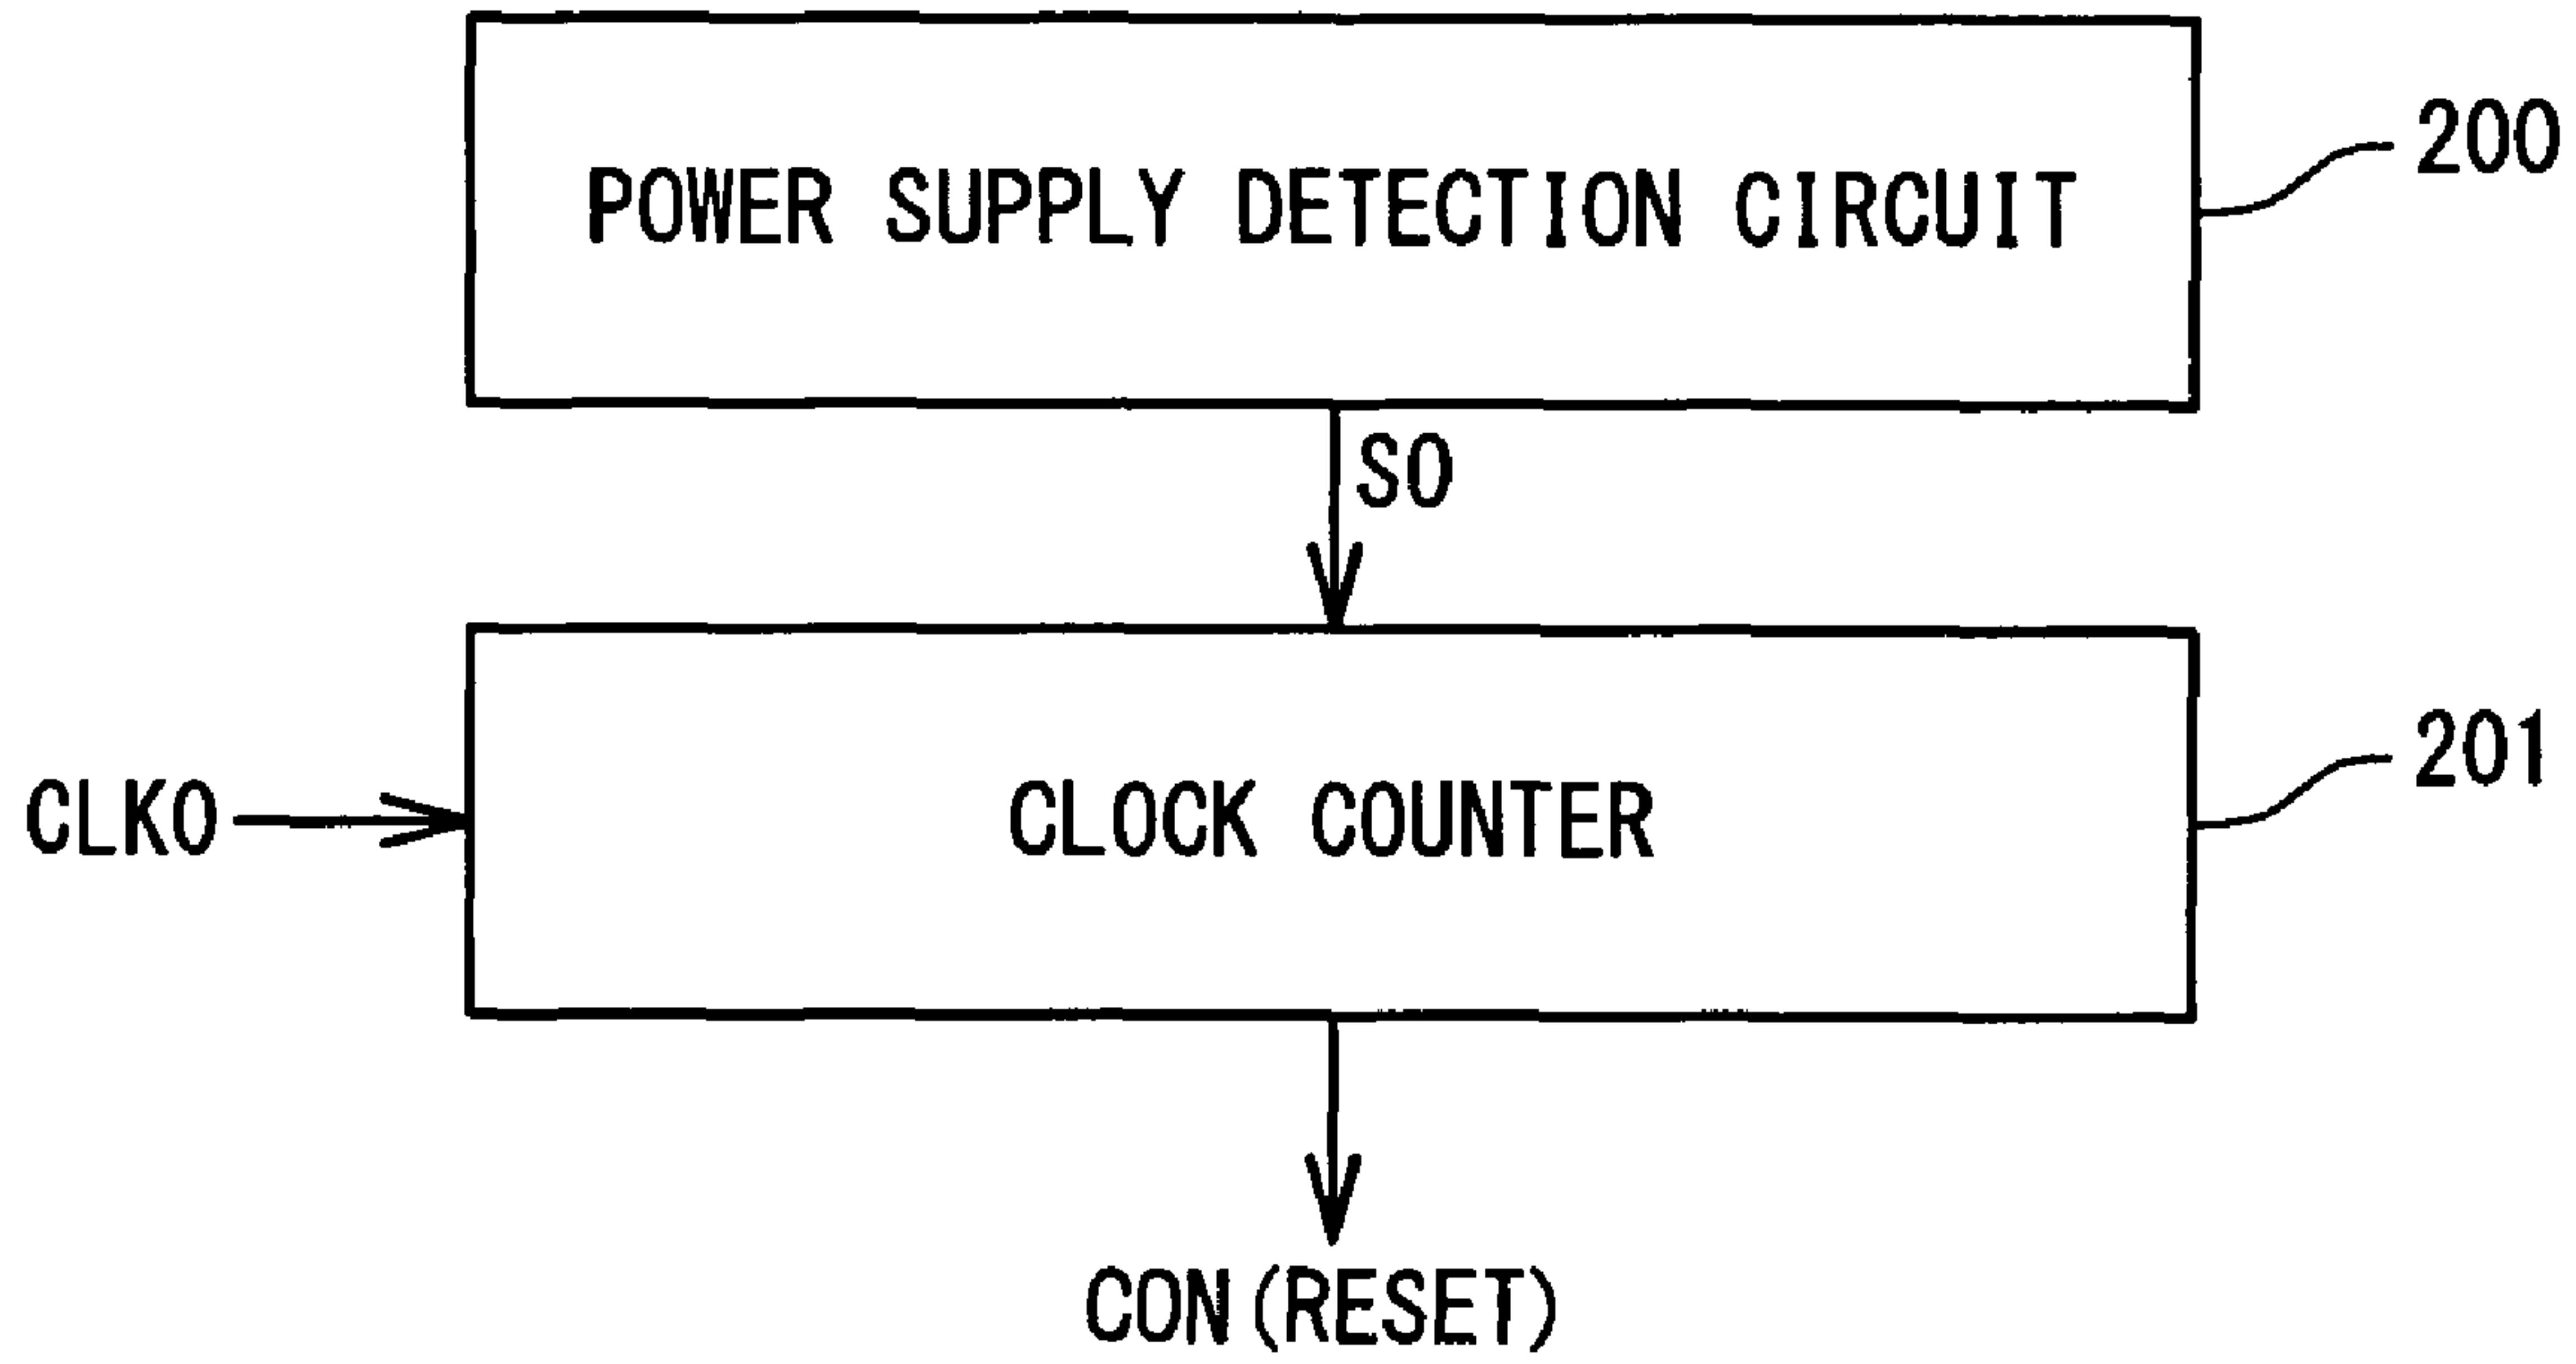 POWER SUPPLY DETECTION CIRCUIT
200
S0
CLK0
CLOCK COUNTER
201
CON(RESET)